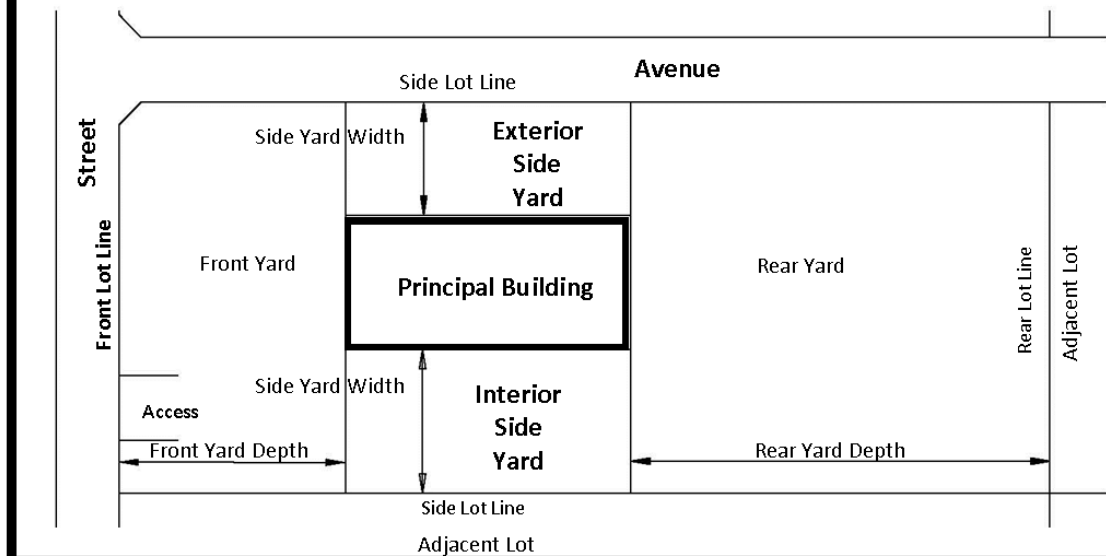 Avenue
Side Lot Line
Street
Side Yard Width
Exterior
Side
Yard
Front Lot Line
Front Yard
Principal Building
Rear Yard
Rear Lot Line
Adjacent Lot
Side Yard Width
Interior
Side
Yard
Access
Front Yard Depth
Rear Yard Depth
Side Lot Line
Adjacent Lot